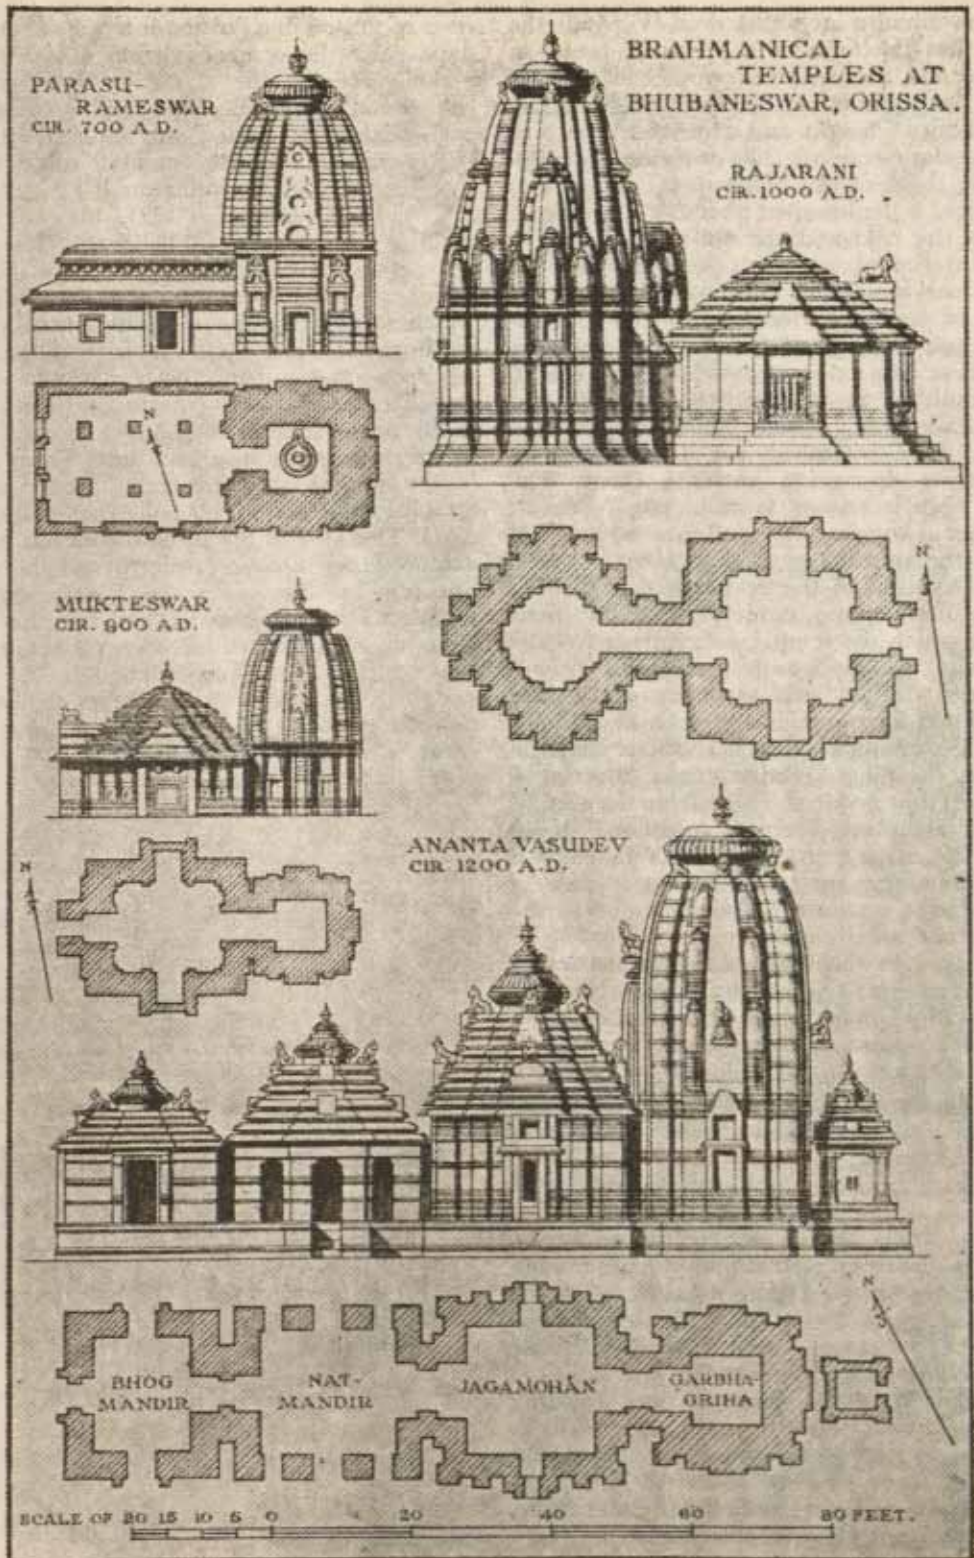 BRAHMANICAL
TEMPLES AT
BHUBANESWAR, ORISSA.
PARASU-
RAMESWAR
CIR. 700 A.D.
RAJARANI
CIR. 1000 A.D.
N
N
MUKTESWAR
CIR. 900 A.D.
N
ANANTA VASUDEV
CIR. 1200 A.D.
N
BHOG
MANDIR
NAT-
MANDIR
JAGAMOHĀN
GARBHA-
GRIHA
SCALE OF 20 15 10 5 0 20 40 60 80 FEET.